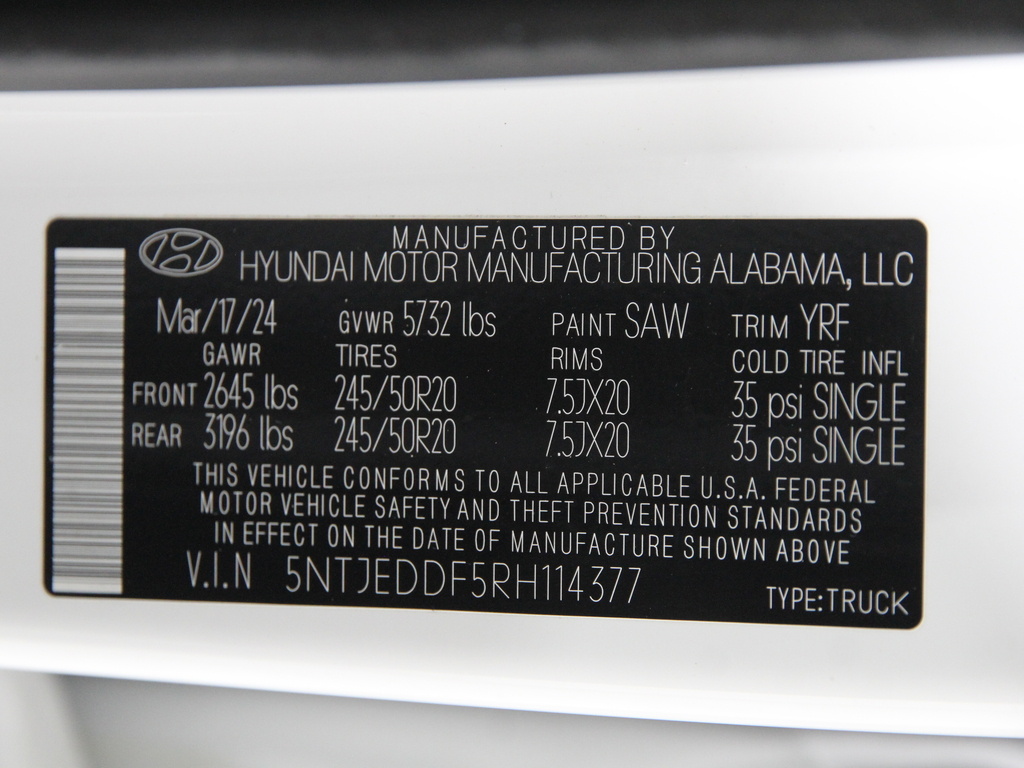 MANUFACTURED BY
HYUNDAI MOTOR MANUFACTURING ALABAMA, LLC
Mar/17/24 GVWR 5732 lbs PAINT SAW TRIM YRF
GAWR TIRES RIMS COLD TIRE INFL
FRONT 2645 lbs 245/50R20 7.5JX20 35 psi SINGLE
REAR 3196 lbs 245/50R20 7.5JX20 35 psi SINGLE
THIS VEHICLE CONFORMS TO ALL APPLICABLE U.S.A. FEDERAL
MOTOR VEHICLE SAFETY AND THEFT PREVENTION STANDARDS
IN EFFECT ON THE DATE OF MANUFACTURE SHOWN ABOVE
V.I.N 5NTJEDDF5RH114377
TYPE:TRUCK